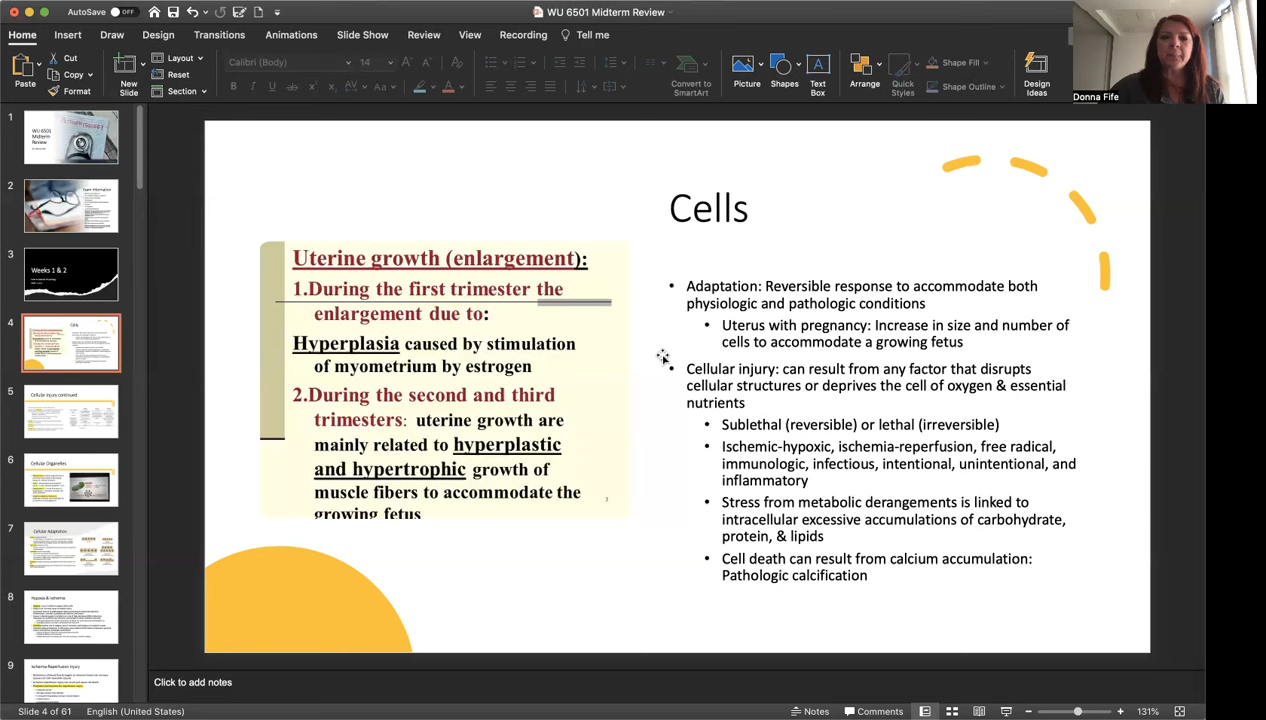 AutoSave OFF
WU 6501 Midterm Review
Home Insert Draw Design Transitions Animations Slide Show Review View Recording Tell me
Paste
Cut
Copy
Format
New Slide
Layout
Reset
Section
Calibri (Body) 14
Convert to SmartArt
Picture
Shapes
Text Box
Arrange
Quick Styles
Shape Fill
Shape Outline
Design Ideas
Donna Fife
1
WU 6501
Midterm
Review
2
Exam Information
3
Weeks 1 & 2
4
Cells
5
Cellular injury continued
6
Cellular Organelles
7
Cellular Adaptation
8
Hypoxia & Ischemia
9
Ischemia-Reperfusion Injury
Uterine growth (enlargement):
1.During the first trimester the
enlargement due to:
Hyperplasia caused by stimulation
of myometrium by estrogen
2.During the second and third
trimesters: uterine growth are
mainly related to hyperplastic
and hypertrophic growth of
muscle fibers to accommodate the
growing fetus
Cells
• Adaptation: Reversible response to accommodate both
physiologic and pathologic conditions
• Uterus with pregnancy: Increase in size and number of
cells to accommodate a growing fetus
• Cellular injury: can result from any factor that disrupts
cellular structures or deprives the cell of oxygen & essential
nutrients
• Sublethal (reversible) or lethal (irreversible)
• Ischemic-hypoxic, ischemia-reperfusion, free radical,
immunologic, infectious, intentional, unintentional, and
inflammatory
• Stress from metabolic derangements is linked to
intracellular excessive accumulations of carbohydrate,
protein, & lipids
• Cell death can result from calcium accumulation:
Pathologic calcification
Click to add notes
Slide 4 of 61 English (United States) Notes Comments 131%